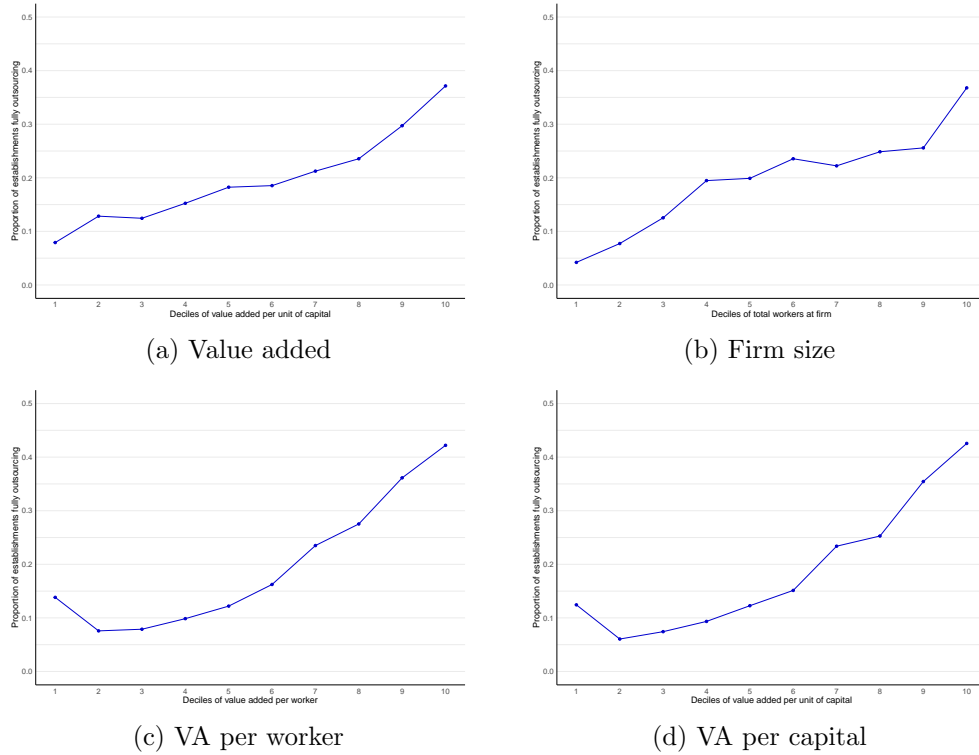 Proportion of establishments fully outsourcing
0.5
0.4
0.3
0.2
0.1
0.0
1 2 3 4 5 6 7 8 9 10
Deciles of value added per unit of capital
(a) Value added
Proportion of establishments fully outsourcing
0.5
0.4
0.3
0.2
0.1
0.0
1 2 3 4 5 6 7 8 9 10
Deciles of total workers at firm
(b) Firm size
Proportion of establishments fully outsourcing
0.5
0.4
0.3
0.2
0.1
0.0
1 2 3 4 5 6 7 8 9 10
Deciles of value added per worker
(c) VA per worker
Proportion of establishments fully outsourcing
0.5
0.4
0.3
0.2
0.1
0.0
1 2 3 4 5 6 7 8 9 10
Deciles of value added per unit of capital
(d) VA per capital